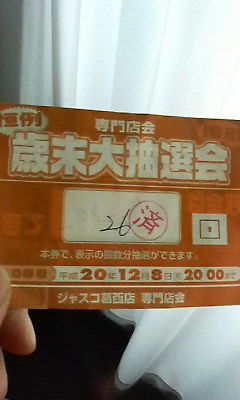 専門店会
歳末大抽選会
26 済 回
本券で、表示の回数分抽選ができます。
平成20年12月8日(月)20:00まで
ジャスコ葛西店 専門店会